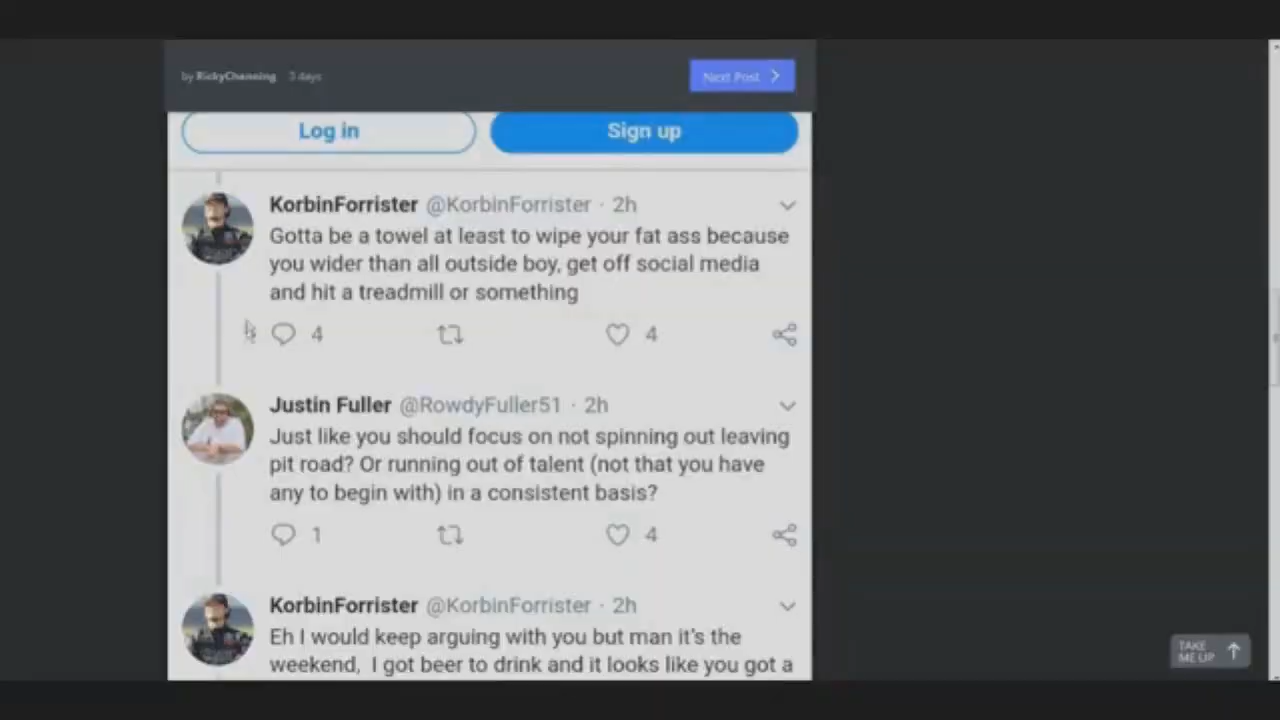 by RickyChanning 3 days
Next Post
Log in
Sign up
KorbinForrister @KorbinForrister · 2h
Gotta be a towel at least to wipe your fat ass because
you wider than all outside boy, get off social media
and hit a treadmill or something
4
4
Justin Fuller @RowdyFuller51 · 2h
Just like you should focus on not spinning out leaving
pit road? Or running out of talent (not that you have
any to begin with) in a consistent basis?
1
4
KorbinForrister @KorbinForrister · 2h
Eh I would keep arguing with you but man it's the
weekend, I got beer to drink and it looks like you got a
TAKE
ME UP